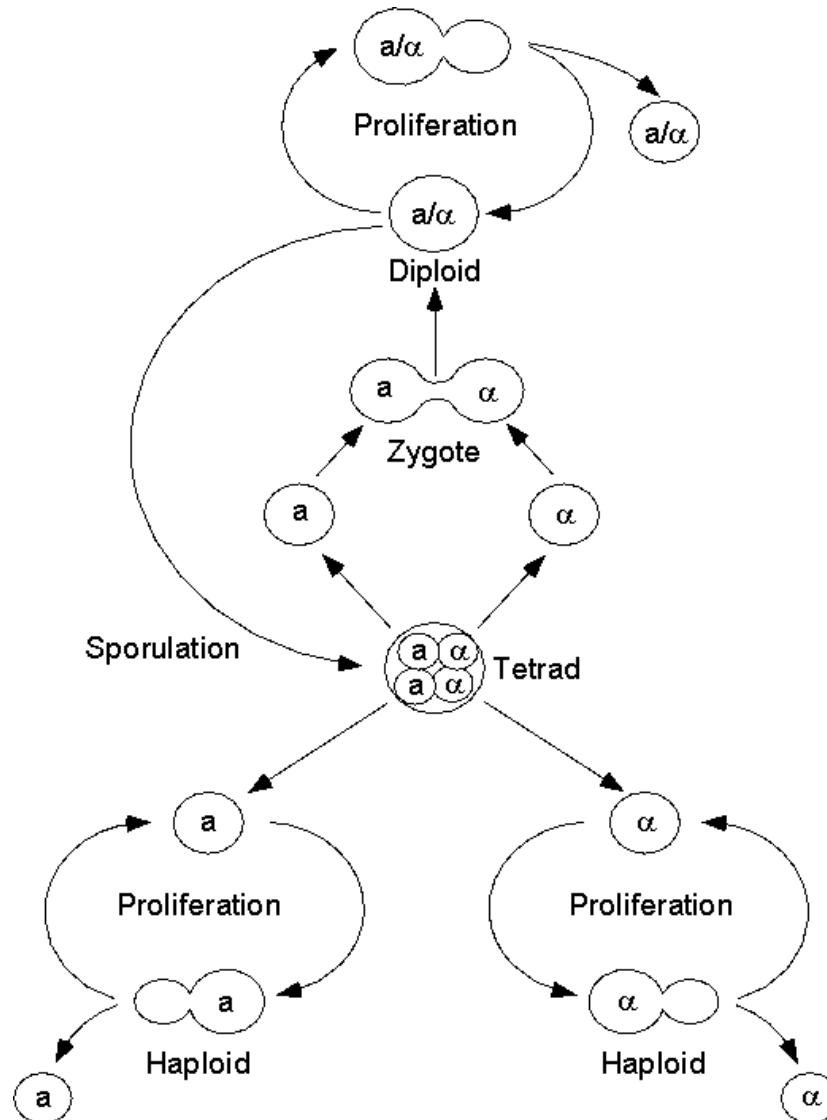 a/α
Proliferation
a/α
a/α
Diploid
a α
Zygote
a α
Sporulation
a α
a α
Tetrad
a α
Proliferation Proliferation
a α
Haploid Haploid
a α